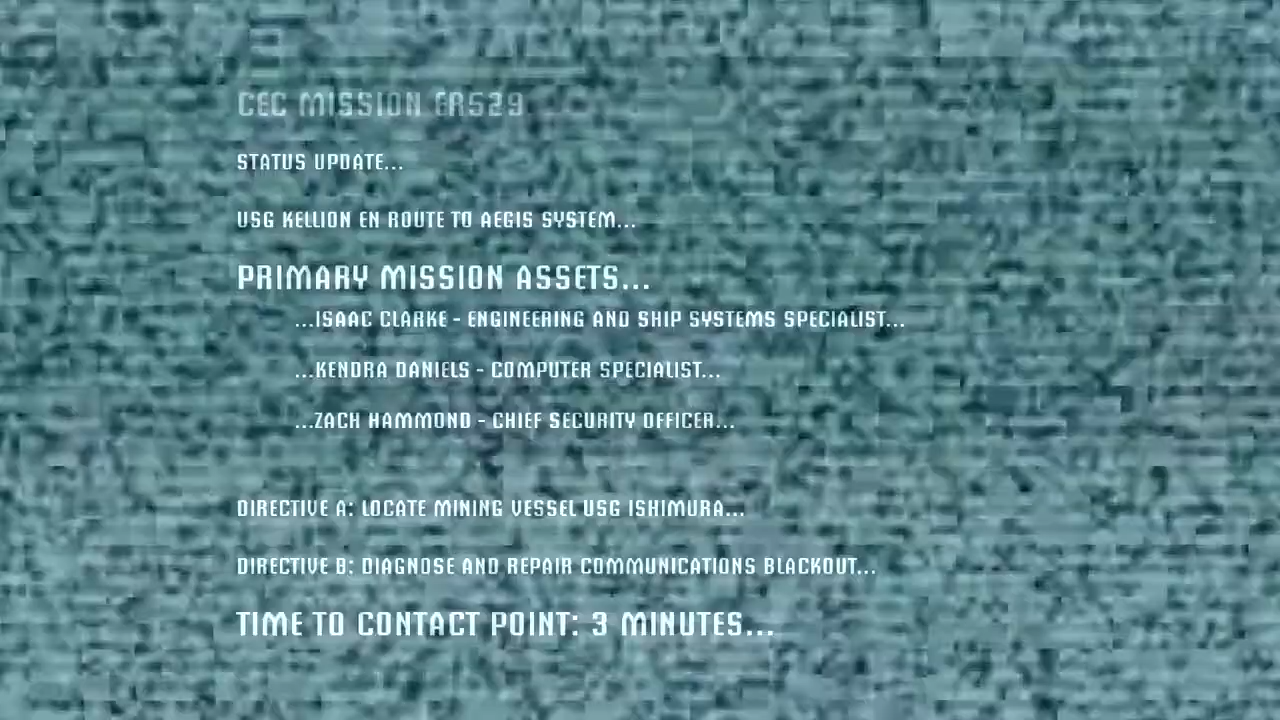 CEC MISSION ER529
STATUS UPDATE...
USG KELLION EN ROUTE TO AEGIS SYSTEM...
PRIMARY MISSION ASSETS...
...ISAAC CLARKE - ENGINEERING AND SHIP SYSTEMS SPECIALIST...
...KENDRA DANIELS - COMPUTER SPECIALIST...
...ZACH HAMMOND - CHIEF SECURITY OFFICER...
DIRECTIVE A: LOCATE MINING VESSEL USG ISHIMURA...
DIRECTIVE B: DIAGNOSE AND REPAIR COMMUNICATIONS BLACKOUT...
TIME TO CONTACT POINT: 3 MINUTES...